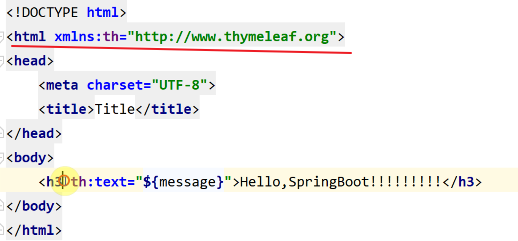 <!DOCTYPE html>
<html xmlns:th="http://www.thymeleaf.org">
<head>
<meta charset="UTF-8">
<title>Title</title>
</head>
<body>
<h3 th:text="${message}">Hello,SpringBoot!!!!!!!!!</h3>
</body>
</html>